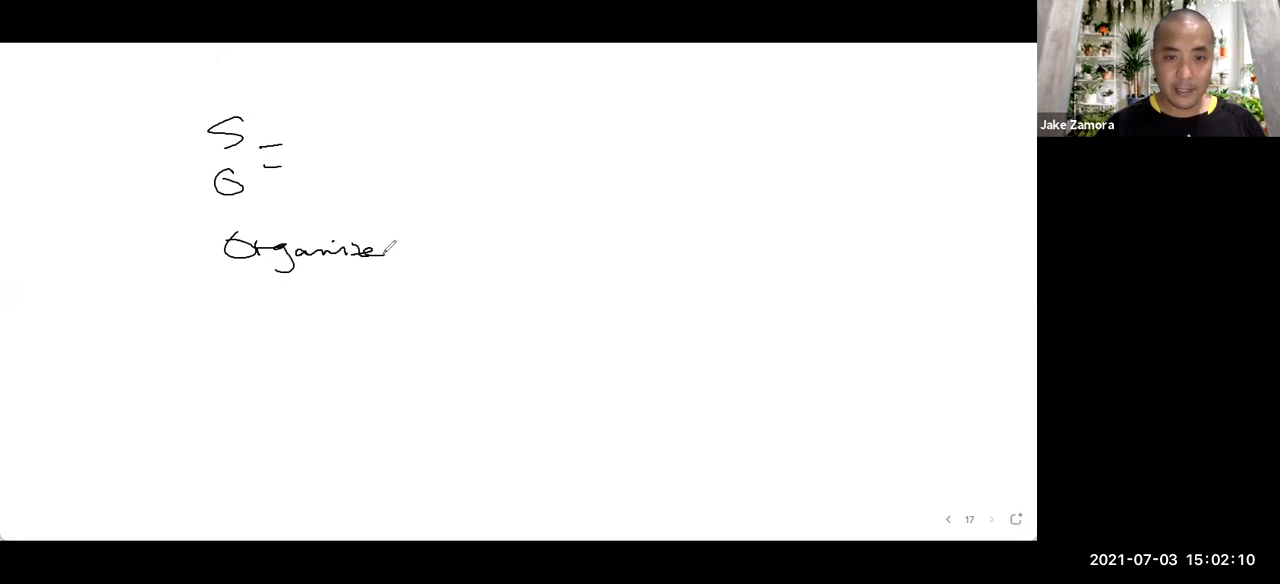 S
=
G
Organize
Jake Zamora
17
2021-07-03 15:02:10